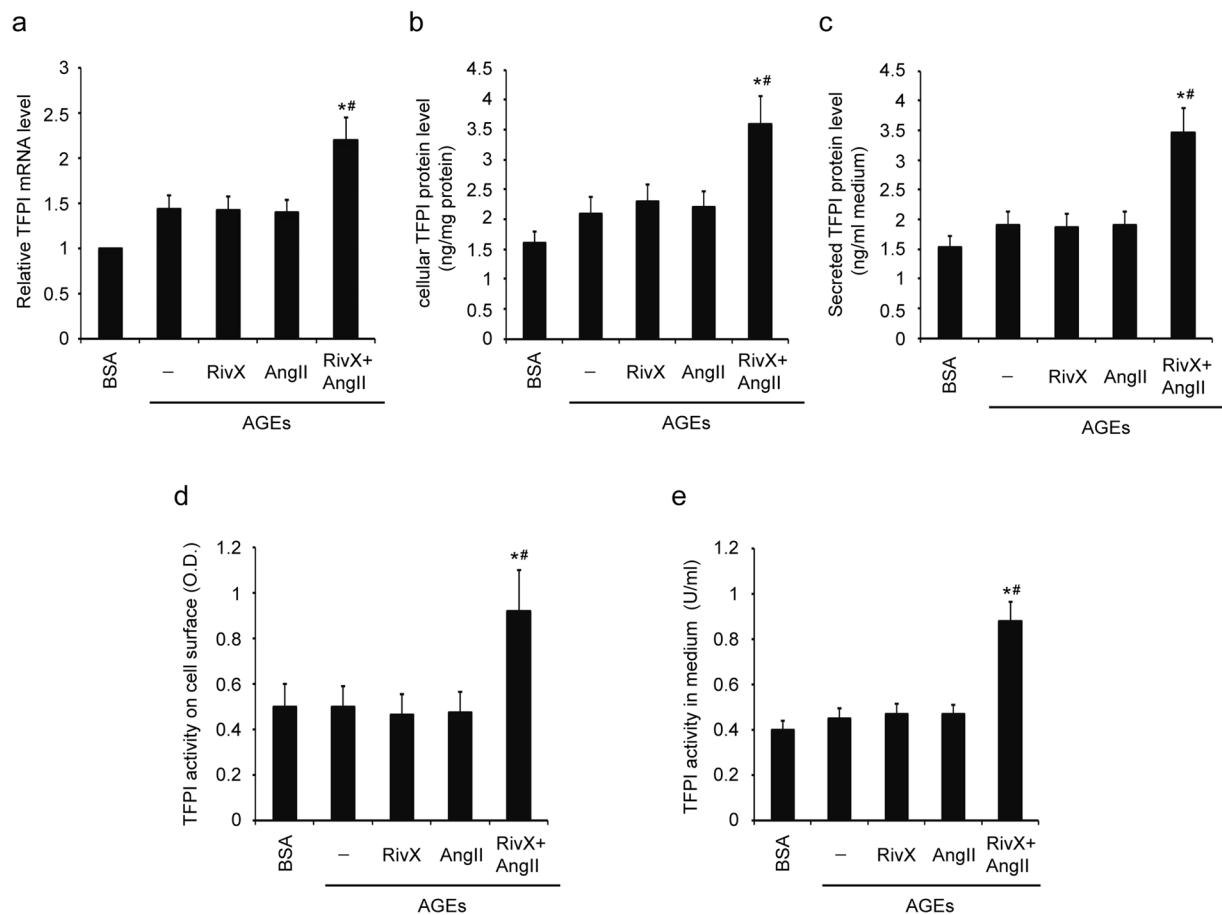 a
Relative TFPI mRNA level
3
2.5
2
1.5
1
0.5
0
*#
BSA
–
RivX
AngII
RivX+
AngII
AGEs
b
cellular TFPI protein level
(ng/mg protein)
4.5
4
3.5
3
2.5
2
1.5
1
0.5
0
*#
BSA
–
RivX
AngII
RivX+
AngII
AGEs
c
Secreted TFPI protein level
(ng/ml medium)
4.5
4
3.5
3
2.5
2
1.5
1
0.5
0
*#
BSA
–
RivX
AngII
RivX+
AngII
AGEs
d
TFPI activity on cell surface (O.D.)
1.2
1
0.8
0.6
0.4
0.2
0
*#
BSA
–
RivX
AngII
RivX+
AngII
AGEs
e
TFPI activity in medium (U/ml)
1.2
1
0.8
0.6
0.4
0.2
0
*#
BSA
–
RivX
AngII
RivX+
AngII
AGEs